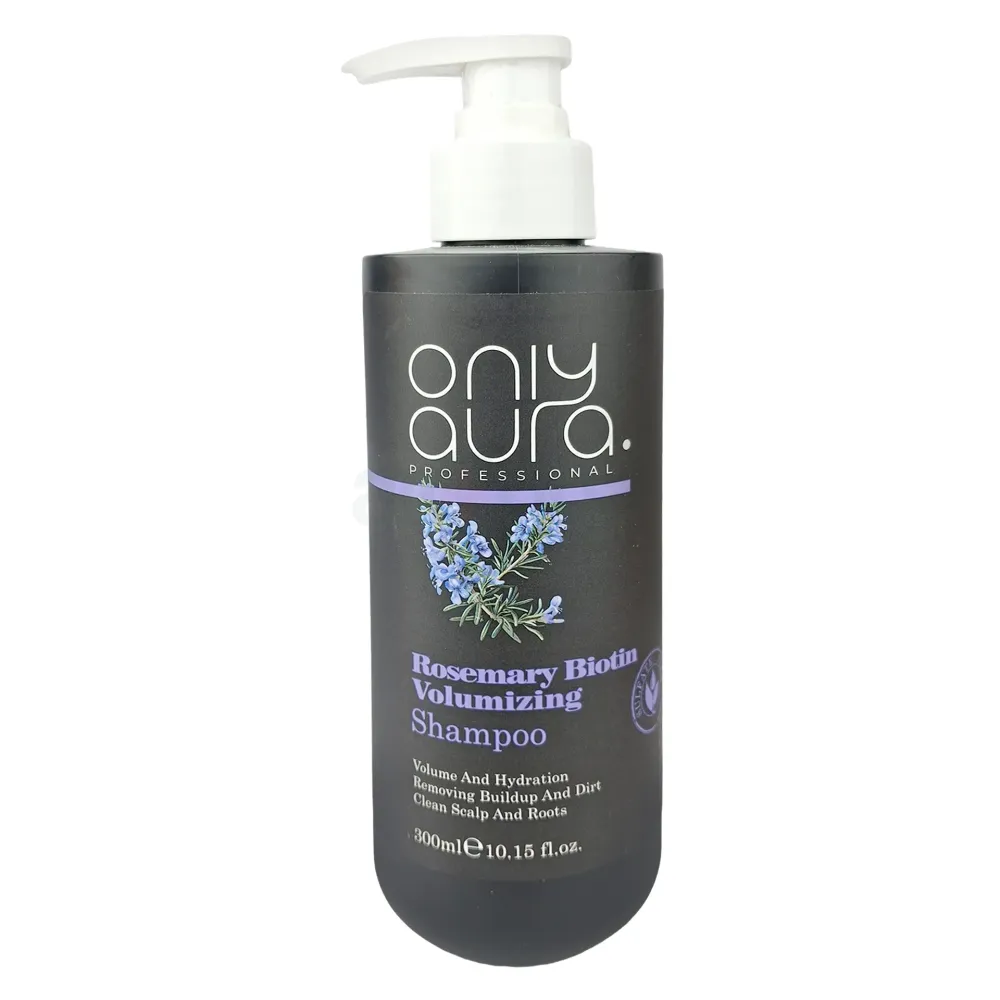 only
aura.
PROFESSIONAL
Rosemary Biotin
Volumizing
Shampoo
Volume And Hydration
Removing Buildup And Dirt
Clean Scalp And Roots
300ml e 10.15 fl.oz.